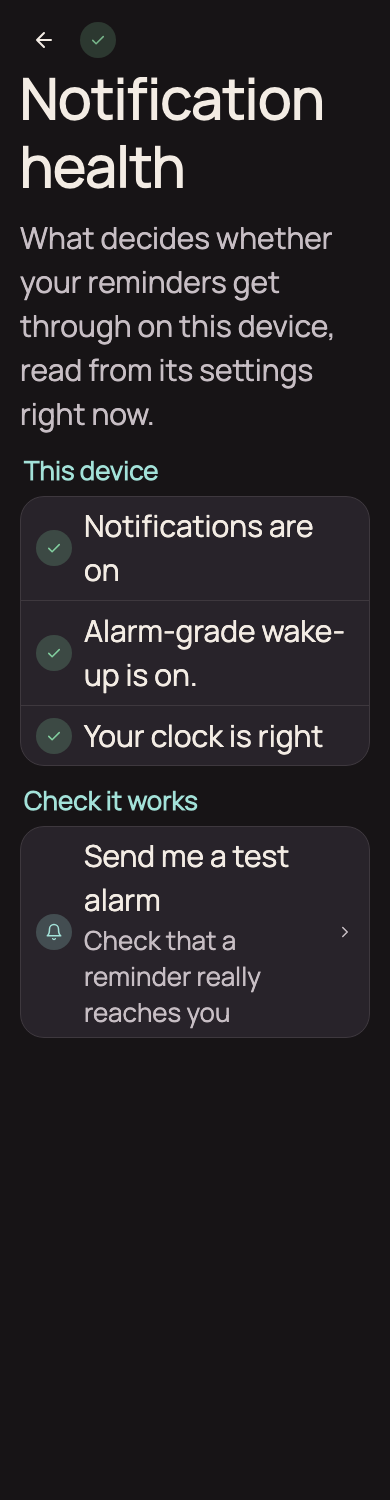 Notification
health
What decides whether
your reminders get
through on this device,
read from its settings
right now.
This device
Notifications are
on
Alarm-grade wake-
up is on.
Your clock is right
Check it works
Send me a test
alarm
Check that a
reminder really
reaches you